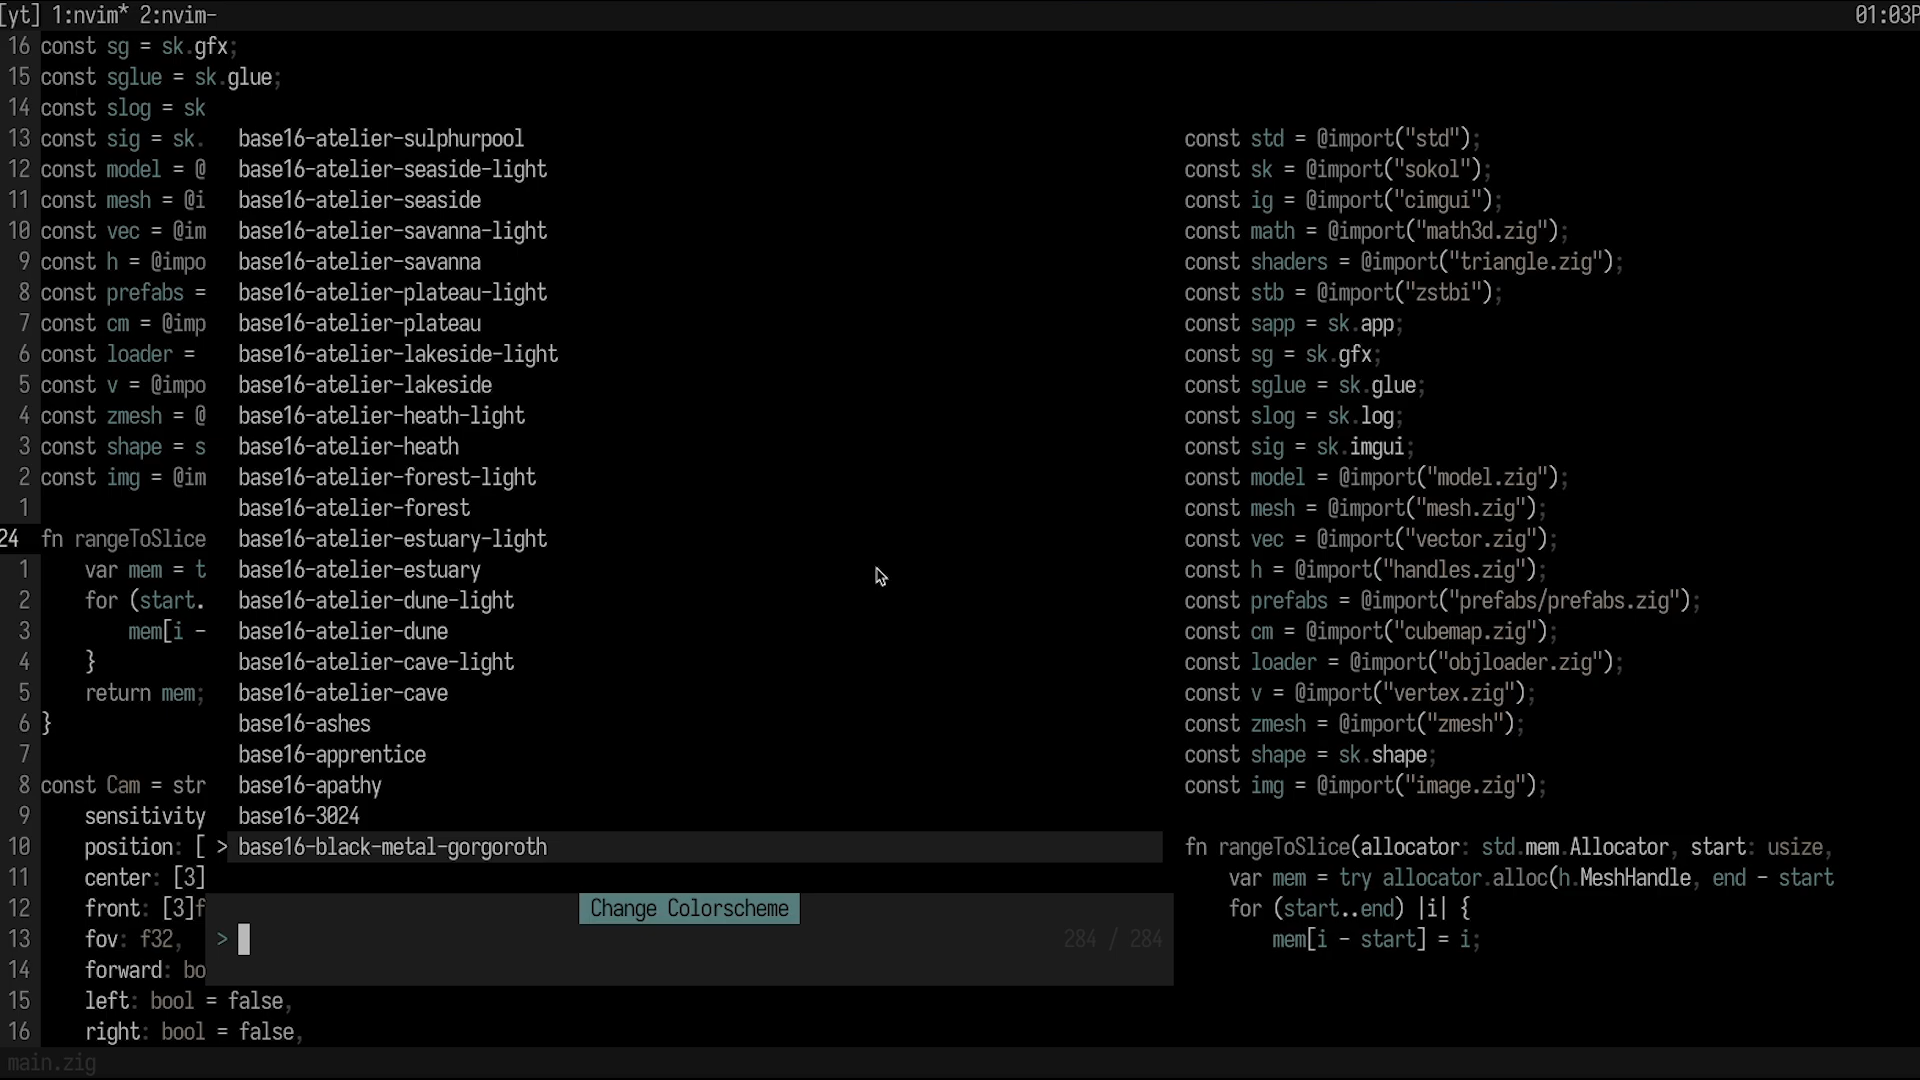 [yt] 1:nvim* 2:nvim- 01:03P
16 const sg = sk.gfx;
15 const sglue = sk.glue;
14 const slog = sk
13 const sig = sk.
12 const model = @
11 const mesh = @i
10 const vec = @im
9 const h = @impo
8 const prefabs =
7 const cm = @imp
6 const loader =
5 const v = @impo
4 const zmesh = @
3 const shape = s
2 const img = @im
1
24 fn rangeToSlice
1 var mem = t
2 for (start.
3 mem[i -
4 }
5 return mem;
6 }
7
8 const Cam = str
9 sensitivity
10 position: [
11 center: [3]
12 front: [3]f
13 fov: f32,
14 forward: bo
15 left: bool = false,
16 right: bool = false,
base16-atelier-sulphurpool
base16-atelier-seaside-light
base16-atelier-seaside
base16-atelier-savanna-light
base16-atelier-savanna
base16-atelier-plateau-light
base16-atelier-plateau
base16-atelier-lakeside-light
base16-atelier-lakeside
base16-atelier-heath-light
base16-atelier-heath
base16-atelier-forest-light
base16-atelier-forest
base16-atelier-estuary-light
base16-atelier-estuary
base16-atelier-dune-light
base16-atelier-dune
base16-atelier-cave-light
base16-atelier-cave
base16-ashes
base16-apprentice
base16-apathy
base16-3024
> base16-black-metal-gorgoroth
Change Colorscheme
> 284 / 284
const std = @import("std");
const sk = @import("sokol");
const ig = @import("cimgui");
const math = @import("math3d.zig");
const shaders = @import("triangle.zig");
const stb = @import("zstbi");
const sapp = sk.app;
const sg = sk.gfx;
const sglue = sk.glue;
const slog = sk.log;
const sig = sk.imgui;
const model = @import("model.zig");
const mesh = @import("mesh.zig");
const vec = @import("vector.zig");
const h = @import("handles.zig");
const prefabs = @import("prefabs/prefabs.zig");
const cm = @import("cubemap.zig");
const loader = @import("objloader.zig");
const v = @import("vertex.zig");
const zmesh = @import("zmesh");
const shape = sk.shape;
const img = @import("image.zig");
fn rangeToSlice(allocator: std.mem.Allocator, start: usize,
var mem = try allocator.alloc(h.MeshHandle, end - start
for (start..end) |i| {
mem[i - start] = i;
main.zig